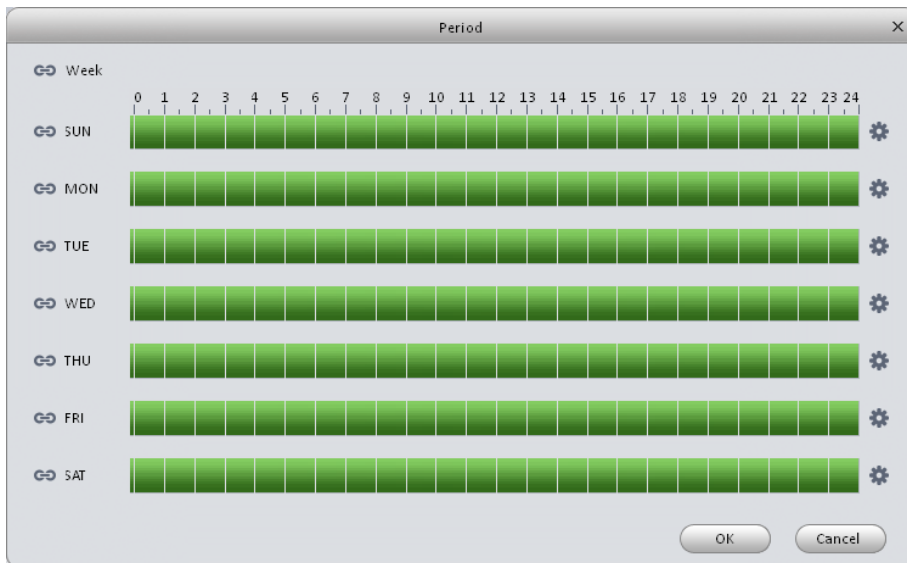 Period
Week
0 1 2 3 4 5 6 7 8 9 10 11 12 13 14 15 16 17 18 19 20 21 22 23 24
SUN
MON
TUE
WED
THU
FRI
SAT
OK Cancel